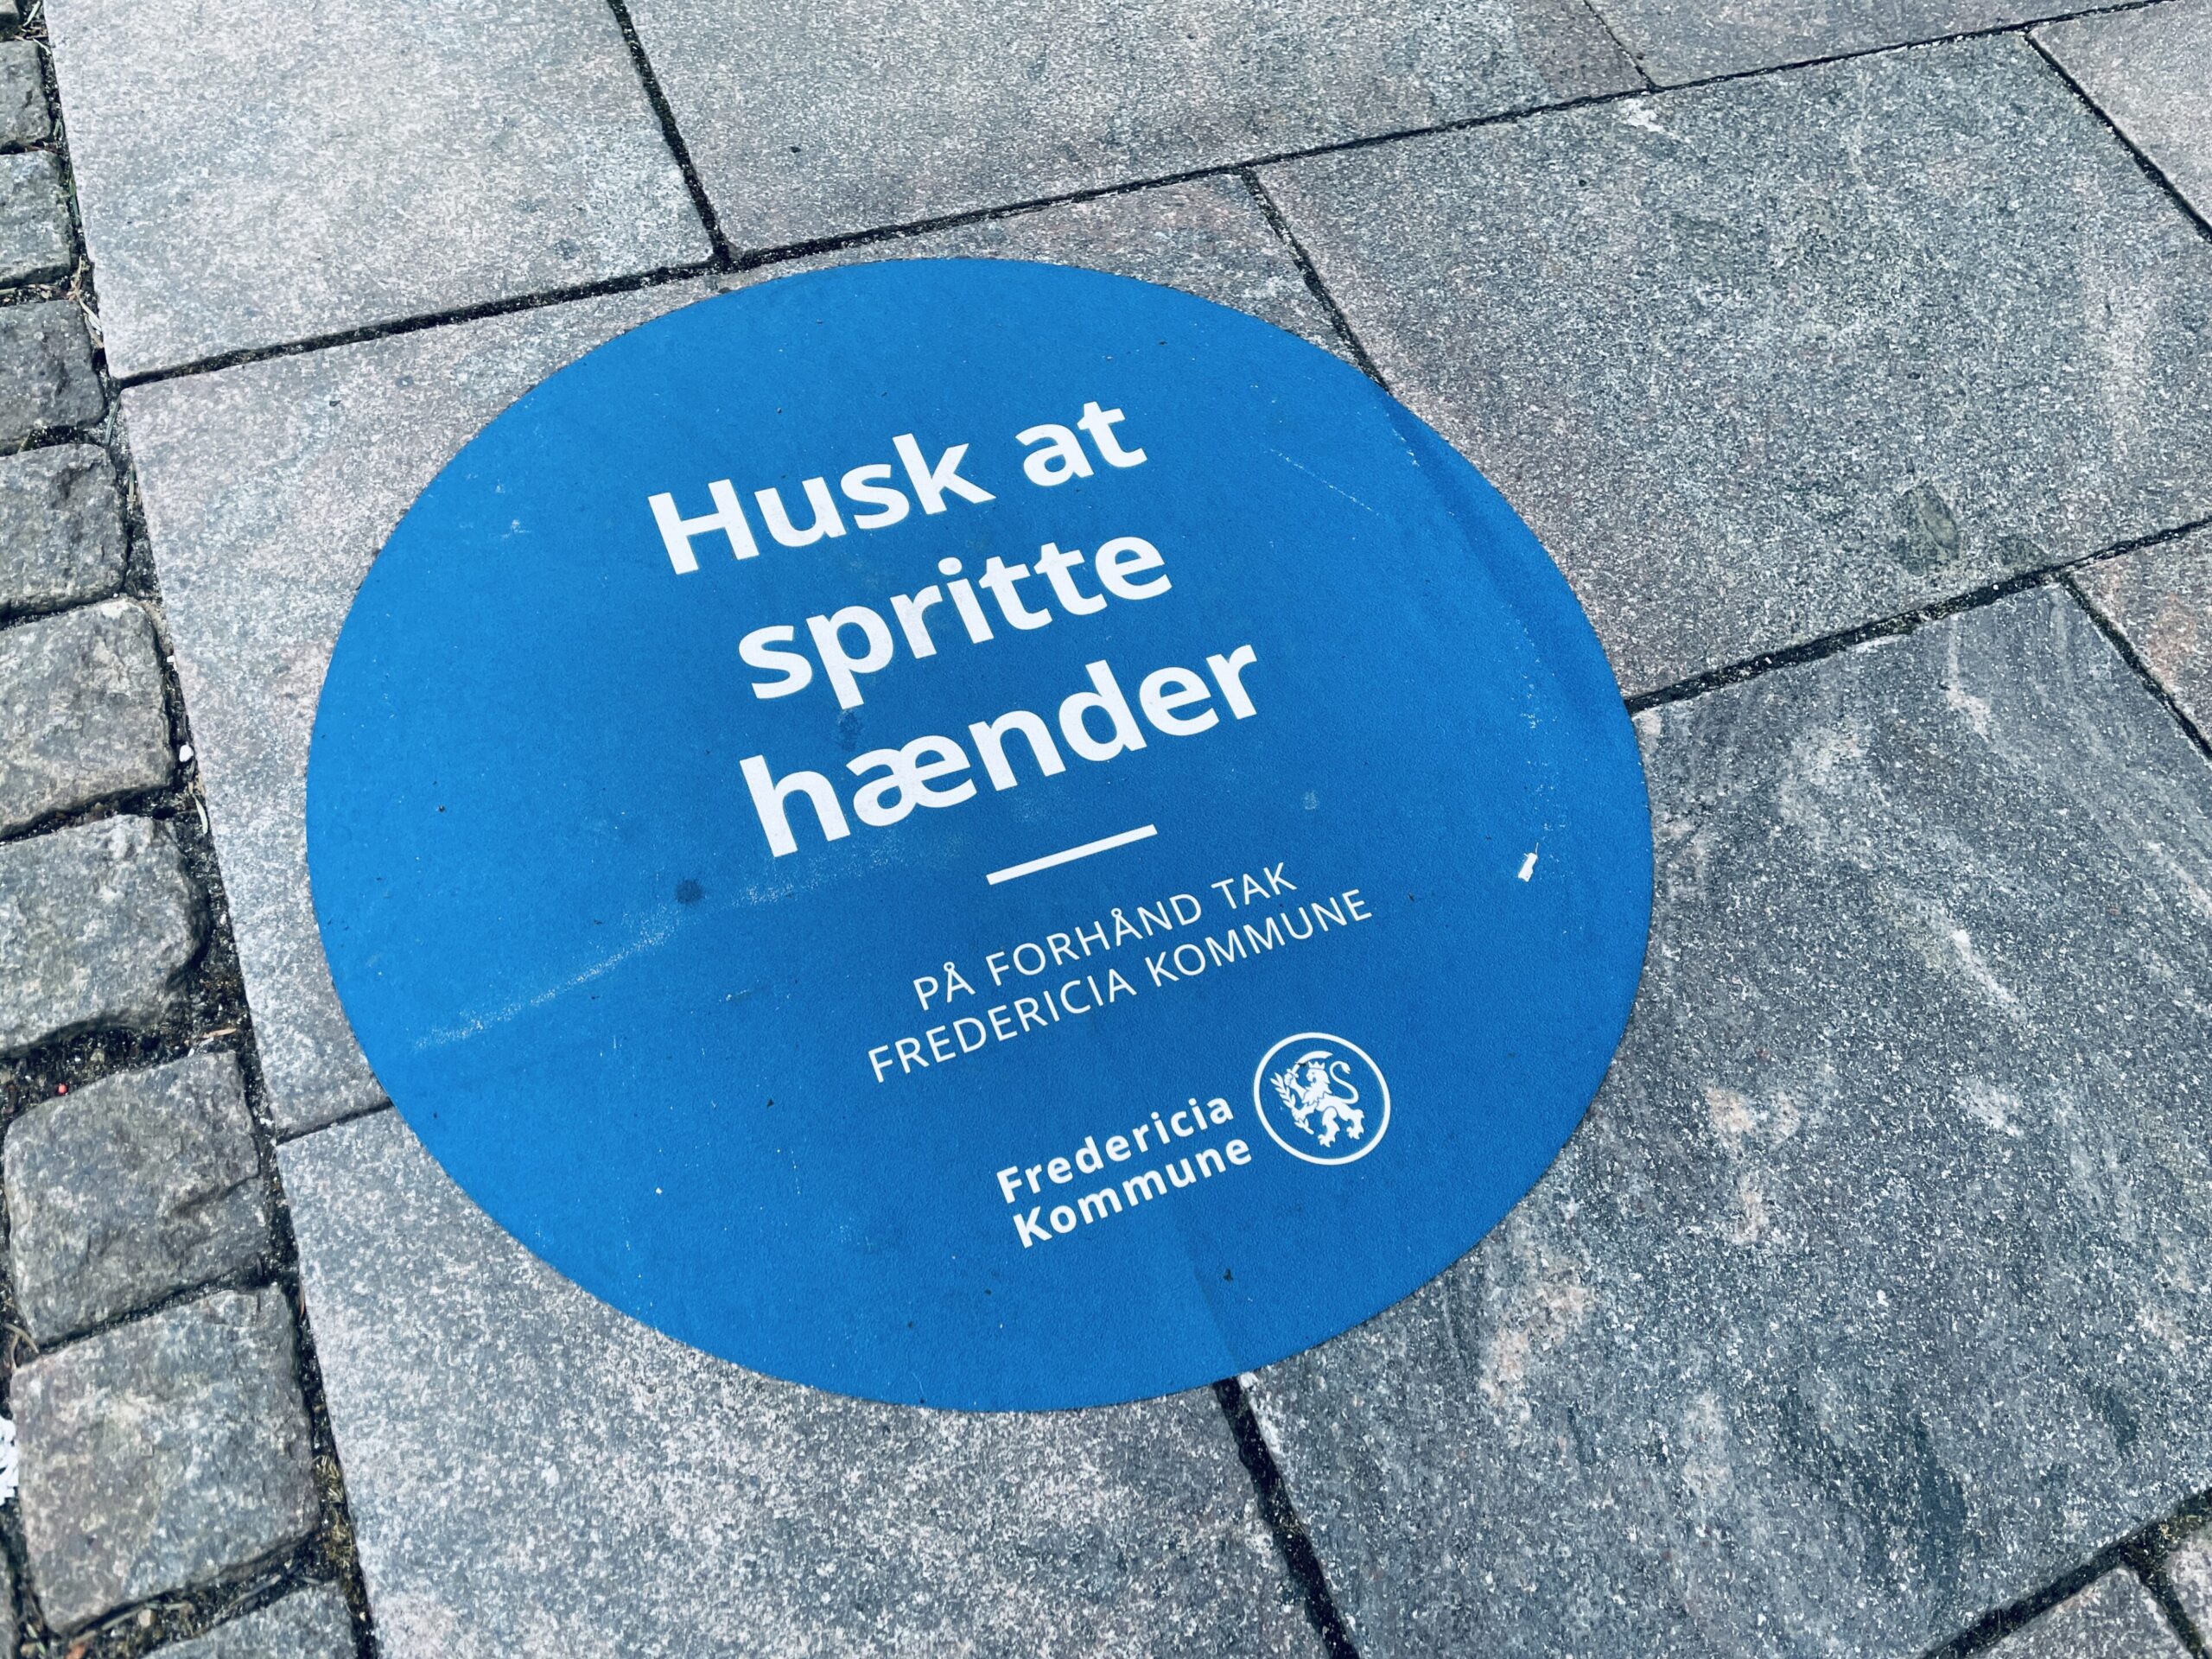 Husk at
spritte
hænder
PÅ FORHÅND TAK
FREDERICIA KOMMUNE
Fredericia
Kommune